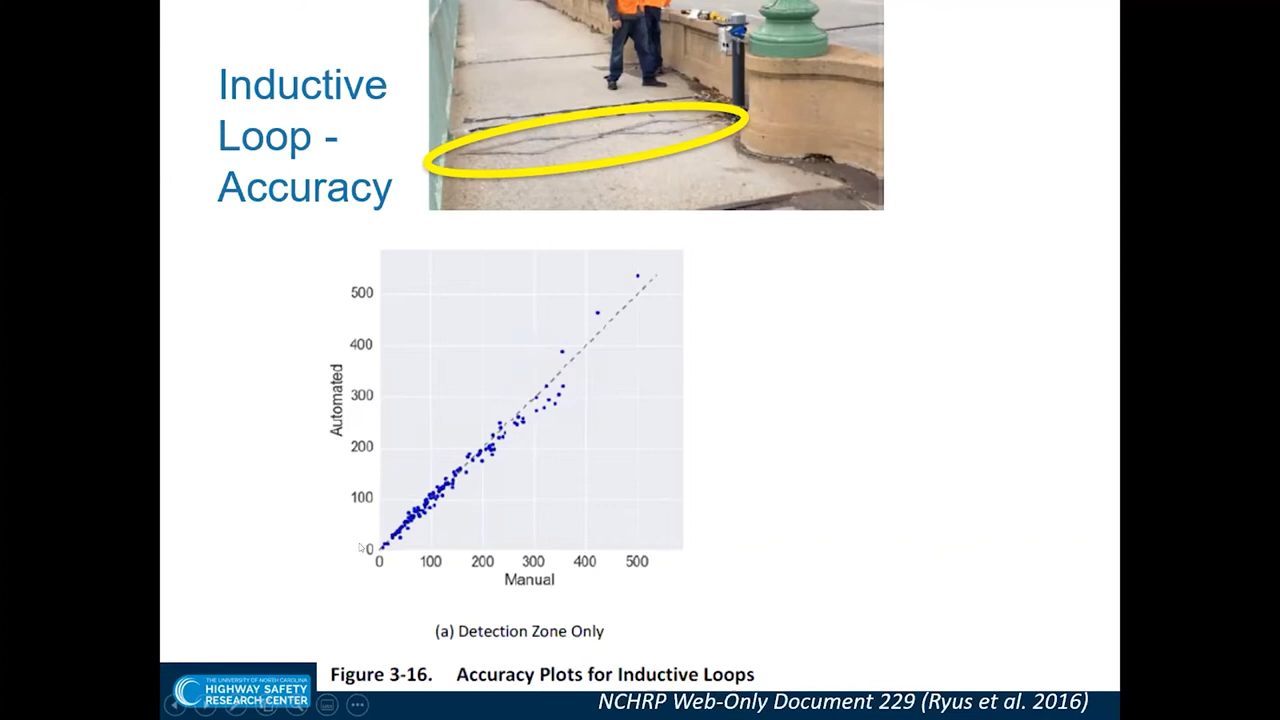 Inductive
Loop -
Accuracy
500
400
300
200
100
0
Automated
0 100 200 300 400 500
Manual
(a) Detection Zone Only
Figure 3-16. Accuracy Plots for Inductive Loops
THE UNIVERSITY OF NORTH CAROLINA
HIGHWAY SAFETY
RESEARCH CENTER
NCHRP Web-Only Document 229 (Ryus et al. 2016)